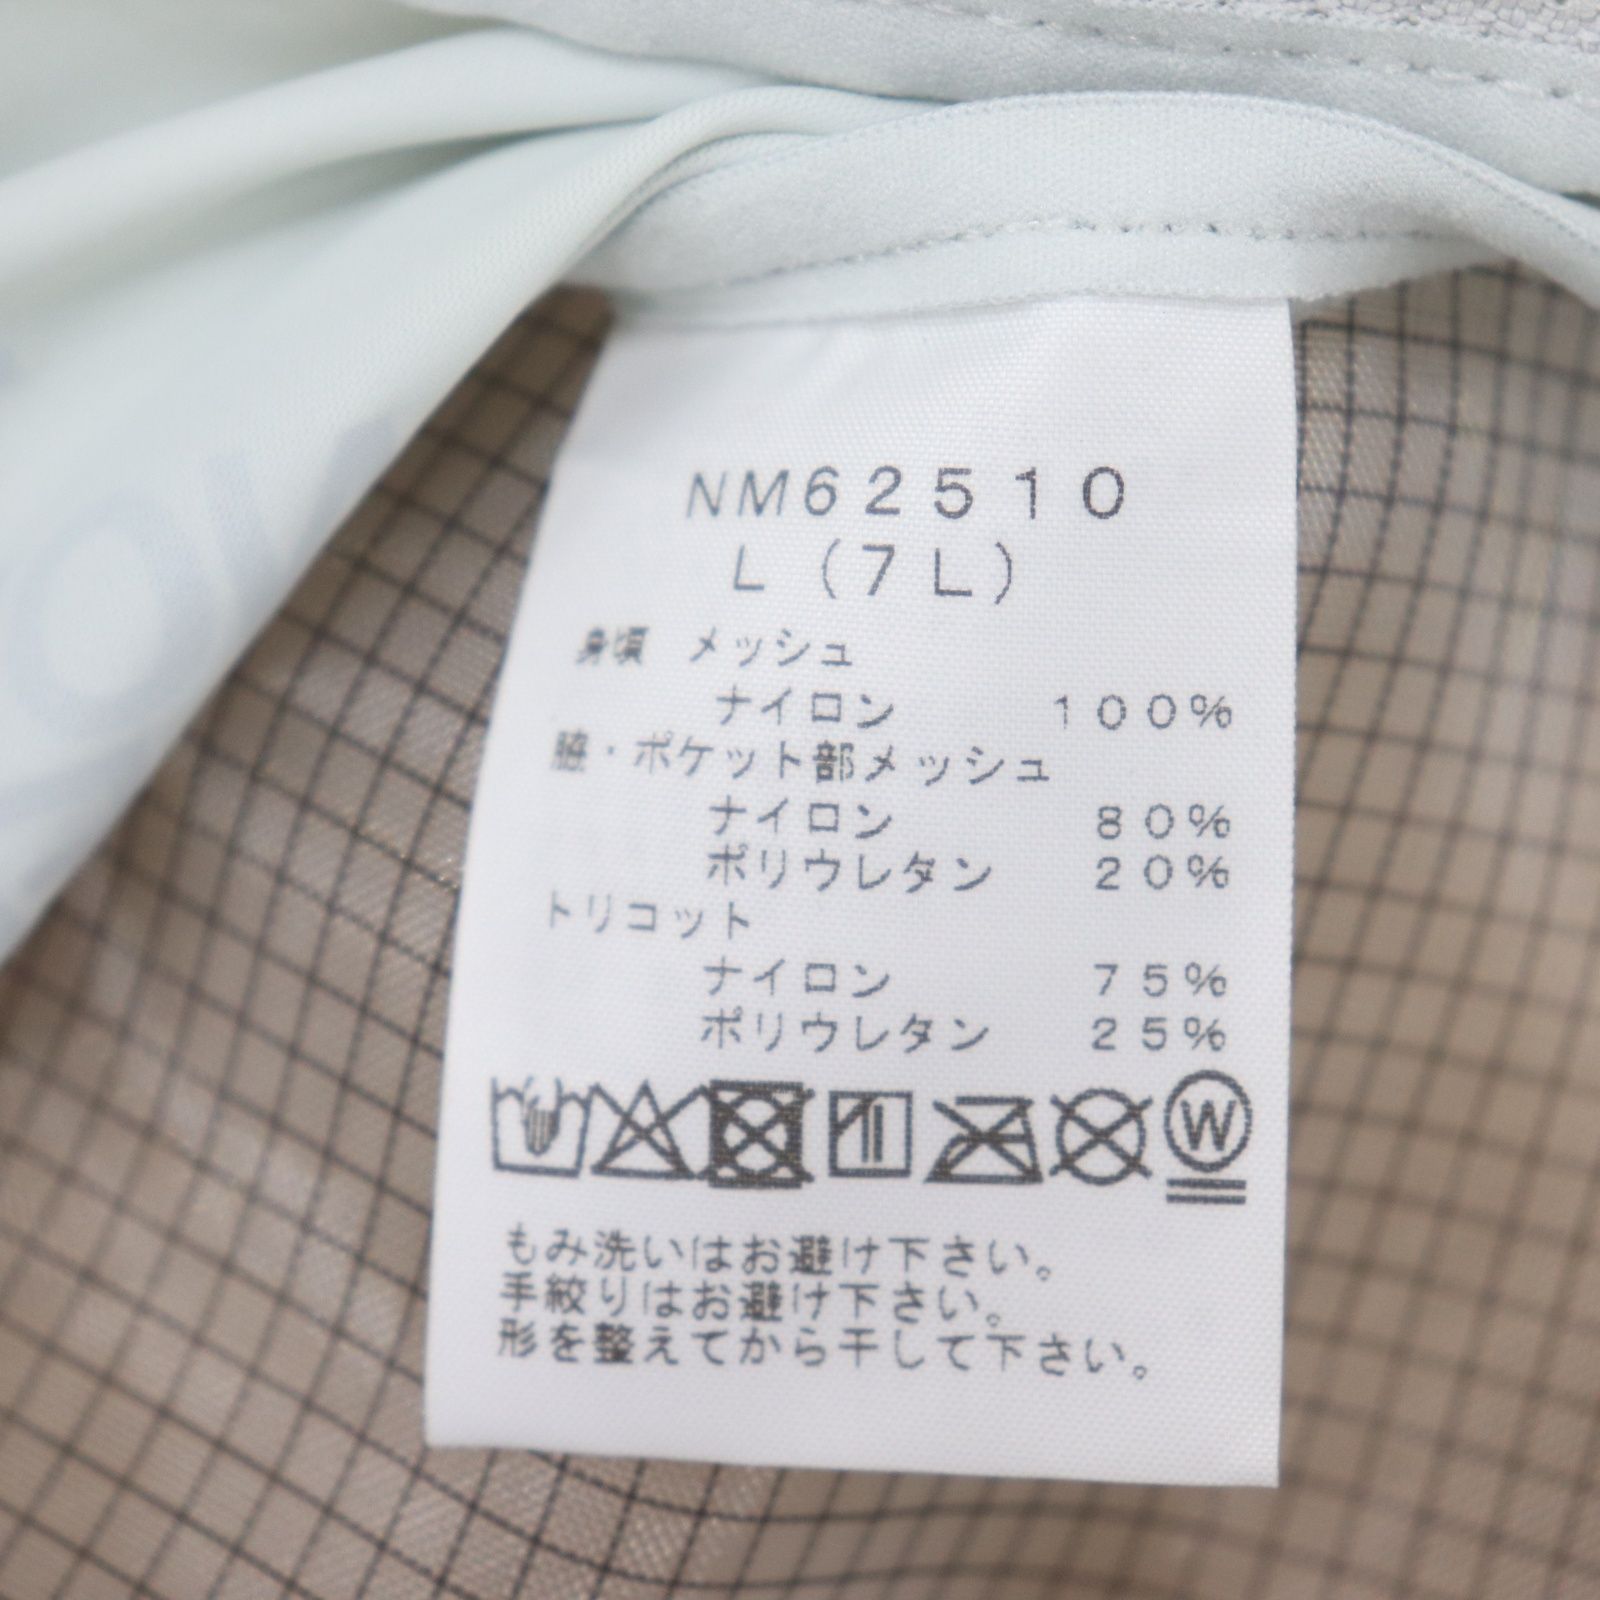 NM62510
L(7L)
身頃 メッシュ
ナイロン 100%
脇・ポケット部メッシュ
ナイロン 80%
ポリウレタン 20%
トリコット
ナイロン 75%
ポリウレタン 25%
W
もみ洗いはお避け下さい。
手絞りはお避け下さい。
形を整えてから干して下さい。